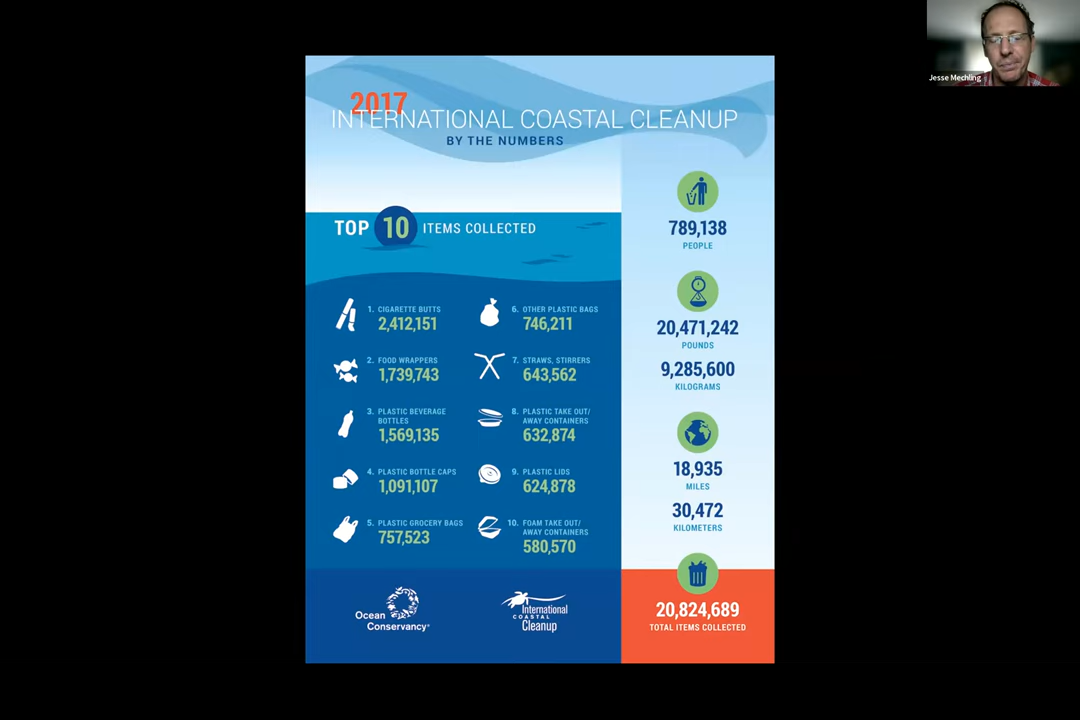 2017
INTERNATIONAL COASTAL CLEANUP
BY THE NUMBERS
TOP 10 ITEMS COLLECTED
1. CIGARETTE BUTTS
2,412,151
2. FOOD WRAPPERS
1,739,743
3. PLASTIC BEVERAGE
BOTTLES
1,569,135
4. PLASTIC BOTTLE CAPS
1,091,107
5. PLASTIC GROCERY BAGS
757,523
6. OTHER PLASTIC BAGS
746,211
7. STRAWS, STIRRERS
643,562
8. PLASTIC TAKE OUT/
AWAY CONTAINERS
632,874
9. PLASTIC LIDS
624,878
10. FOAM TAKE OUT/
AWAY CONTAINERS
580,570
789,138
PEOPLE
20,471,242
POUNDS
9,285,600
KILOGRAMS
18,935
MILES
30,472
KILOMETERS
20,824,689
TOTAL ITEMS COLLECTED
Ocean
Conservancy®
International
COASTAL
Cleanup
Jesse Mechling